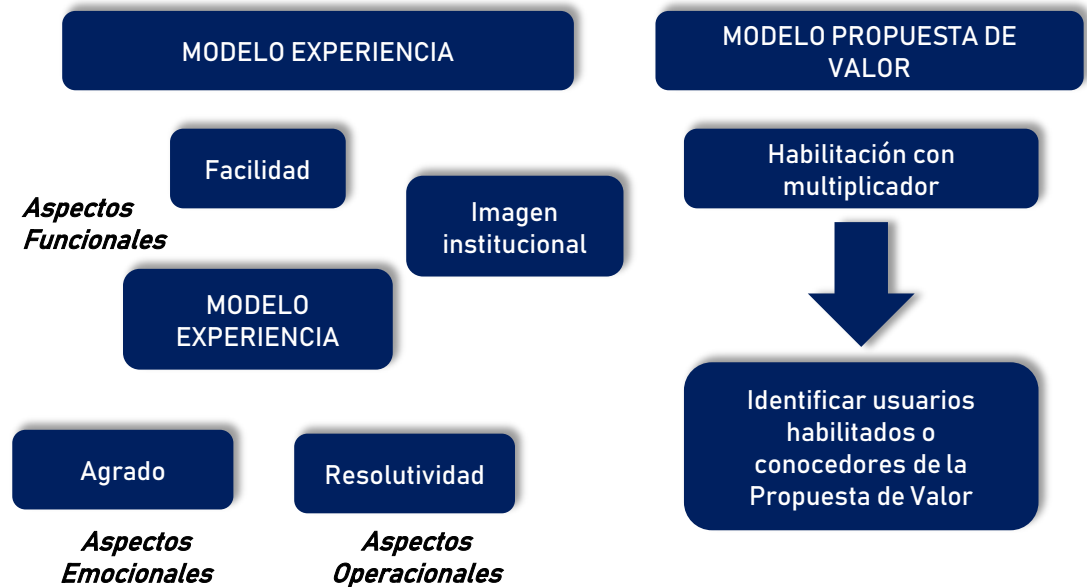 MODELO EXPERIENCIA
MODELO PROPUESTA DE
VALOR
Facilidad
Aspectos
Funcionales
Imagen
institucional
MODELO
EXPERIENCIA
Agrado
Resolutividad
Aspectos
Emocionales
Aspectos
Operacionales
Habilitación con
multiplicador
Identificar usuarios
habilitados o
conocedores de la
Propuesta de Valor